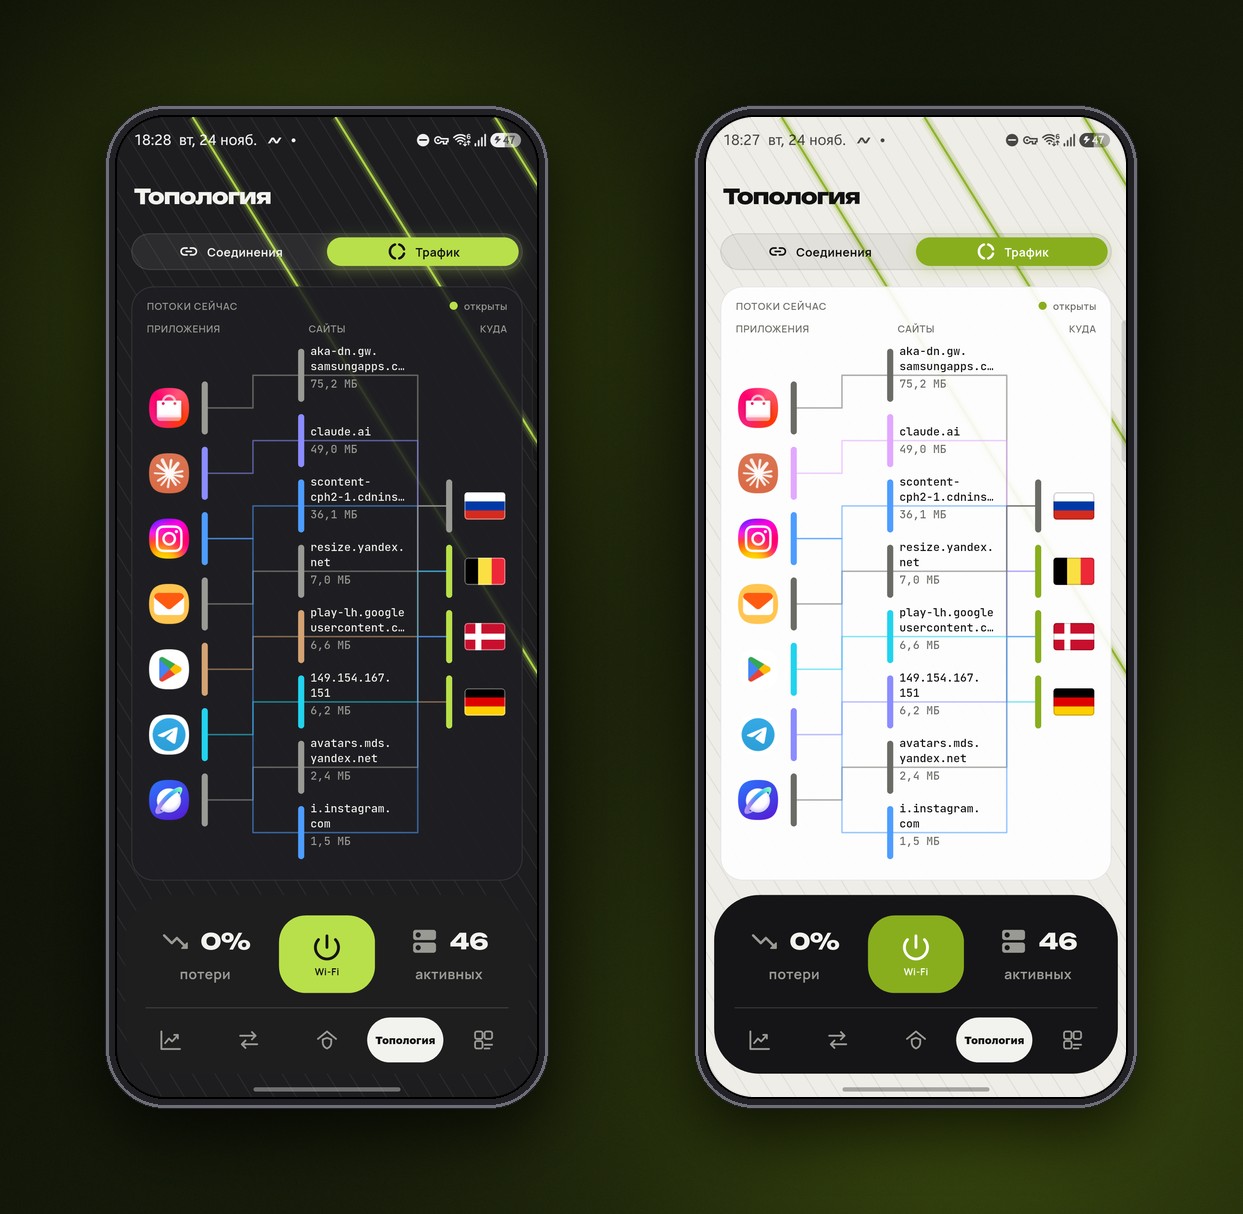 18:28 вт, 24 нояб.
47
Топология
Соединения
Трафик
ПОТОКИ СЕЙЧАС
открыты
ПРИЛОЖЕНИЯ
САЙТЫ
КУДА
aka-dn.gw.
samsungapps.c…
75,2 МБ
claude.ai
49,0 МБ
scontent-
cph2-1.cdnins…
36,1 МБ
resize.yandex.
net
7,0 МБ
play-lh.google
usercontent.c…
6,6 МБ
149.154.167.
151
6,2 МБ
avatars.mds.
yandex.net
2,4 МБ
i.instagram.
com
1,5 МБ
0%
потери
Wi-Fi
46
активных
Топология
18:27 вт, 24 нояб.
47
Топология
Соединения
Трафик
ПОТОКИ СЕЙЧАС
открыты
ПРИЛОЖЕНИЯ
САЙТЫ
КУДА
aka-dn.gw.
samsungapps.c…
75,2 МБ
claude.ai
49,0 МБ
scontent-
cph2-1.cdnins…
36,1 МБ
resize.yandex.
net
7,0 МБ
play-lh.google
usercontent.c…
6,6 МБ
149.154.167.
151
6,2 МБ
avatars.mds.
yandex.net
2,4 МБ
i.instagram.
com
1,5 МБ
0%
потери
Wi-Fi
46
активных
Топология